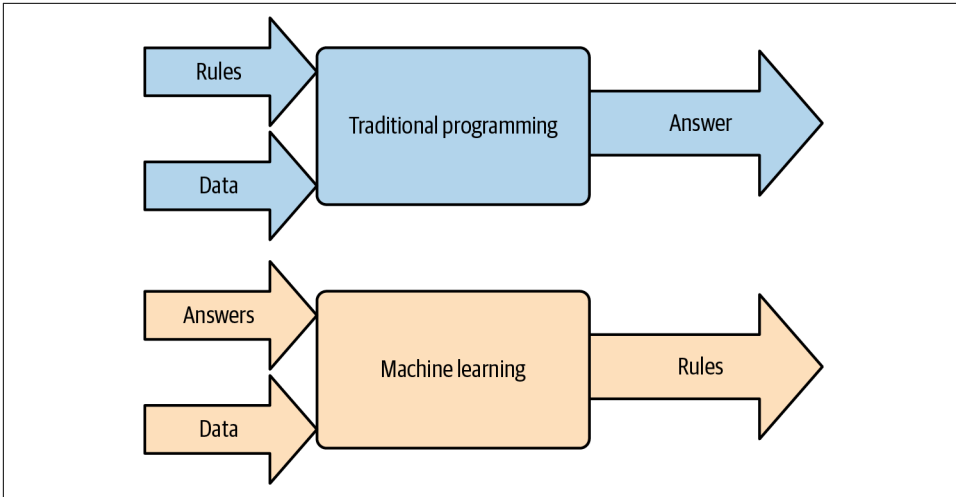 Rules
Traditional programming
Answer
Data
Answers
Machine learning
Rules
Data